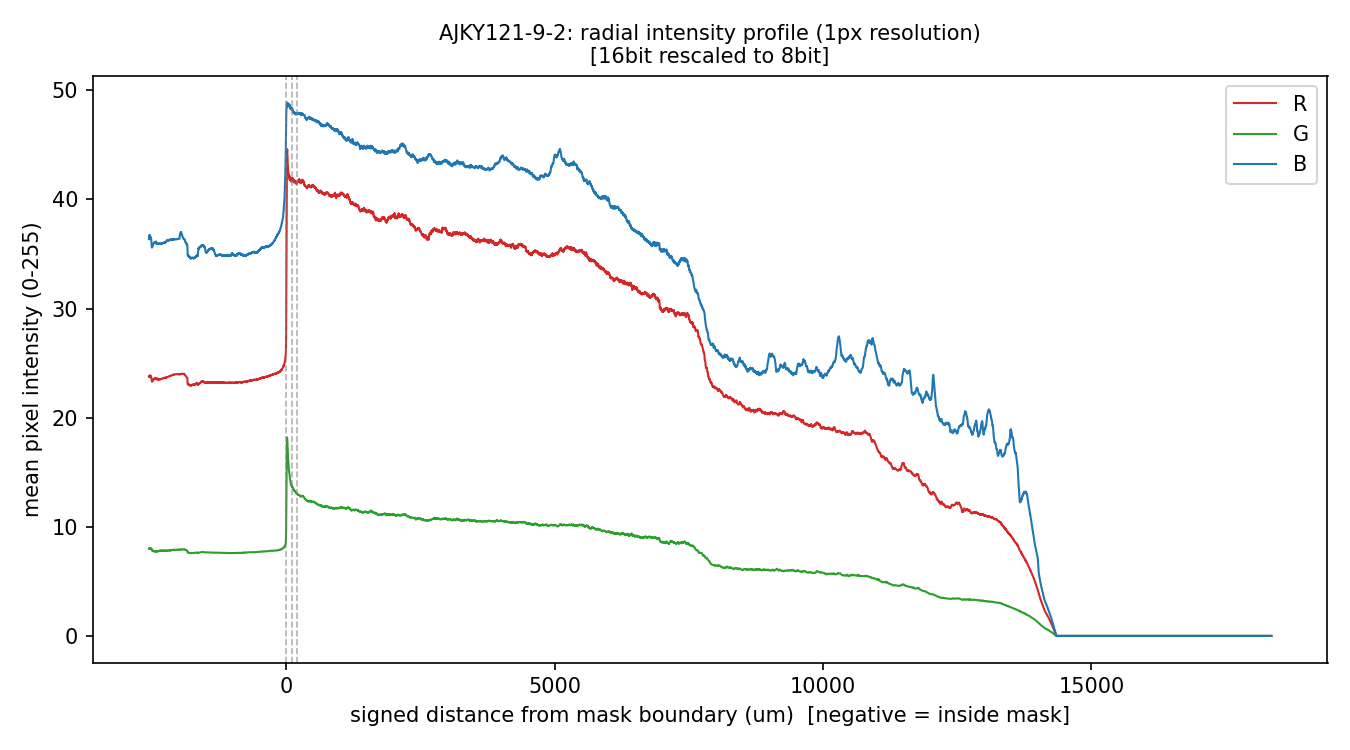 AJKY121-9-2: radial intensity profile (1px resolution)
[16bit rescaled to 8bit]
R
G
B
mean pixel intensity (0-255)
50
40
30
20
10
0
0
5000
10000
15000
signed distance from mask boundary (um)  [negative = inside mask]